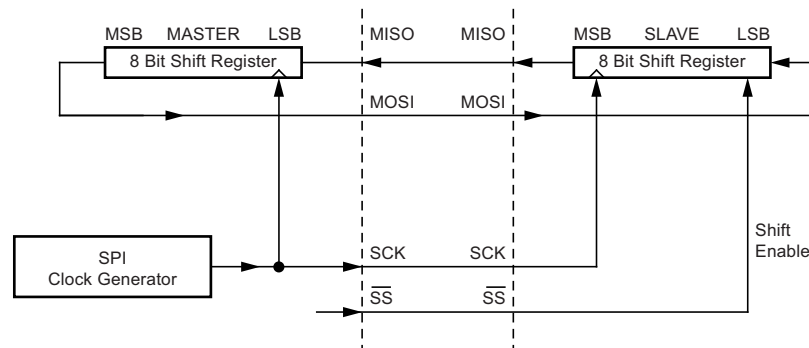 MSB MASTER LSB MISO MISO MSB SLAVE LSB
8 Bit Shift Register 8 Bit Shift Register
MOSI MOSI
Shift
Enable
SPI
Clock Generator
SCK SCK
SS SS